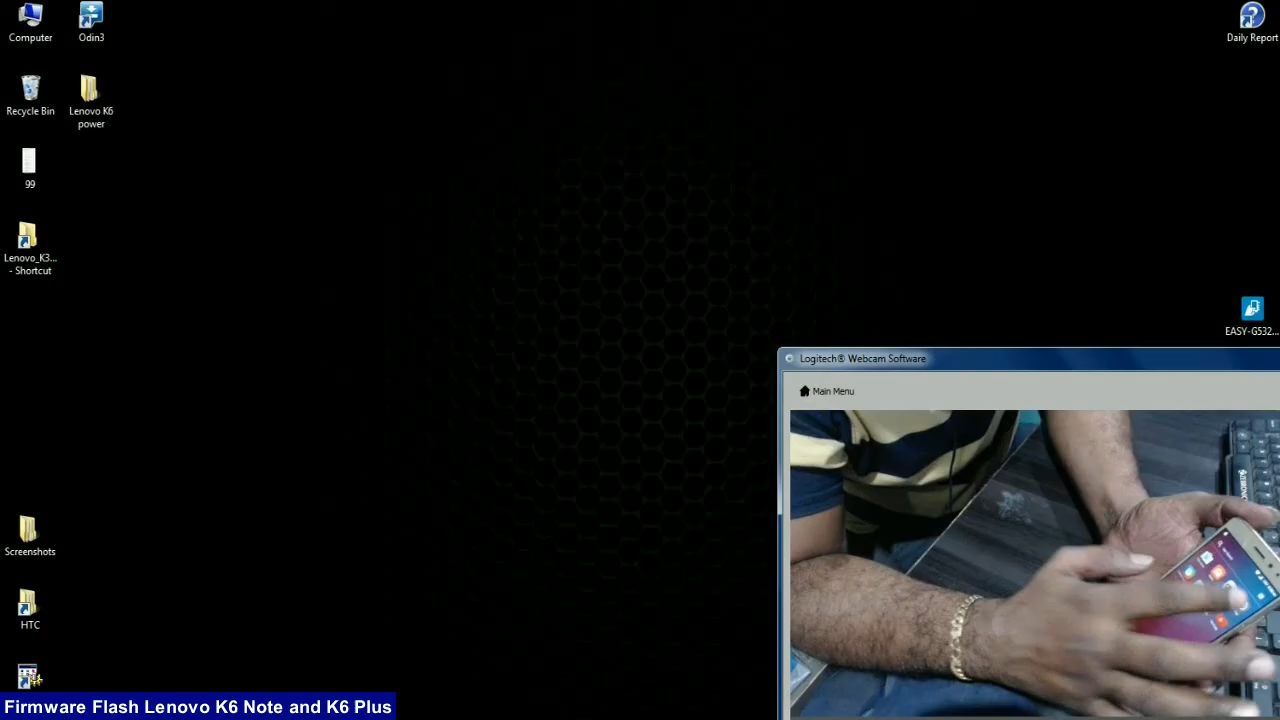 Computer
Odin3
Daily Report
Recycle Bin
Lenovo K6
power
99
Lenovo_K3...
- Shortcut
EASY-G532...
Logitech® Webcam Software
Main Menu
Screenshots
HTC
Firmware Flash Lenovo K6 Note and K6 Plus